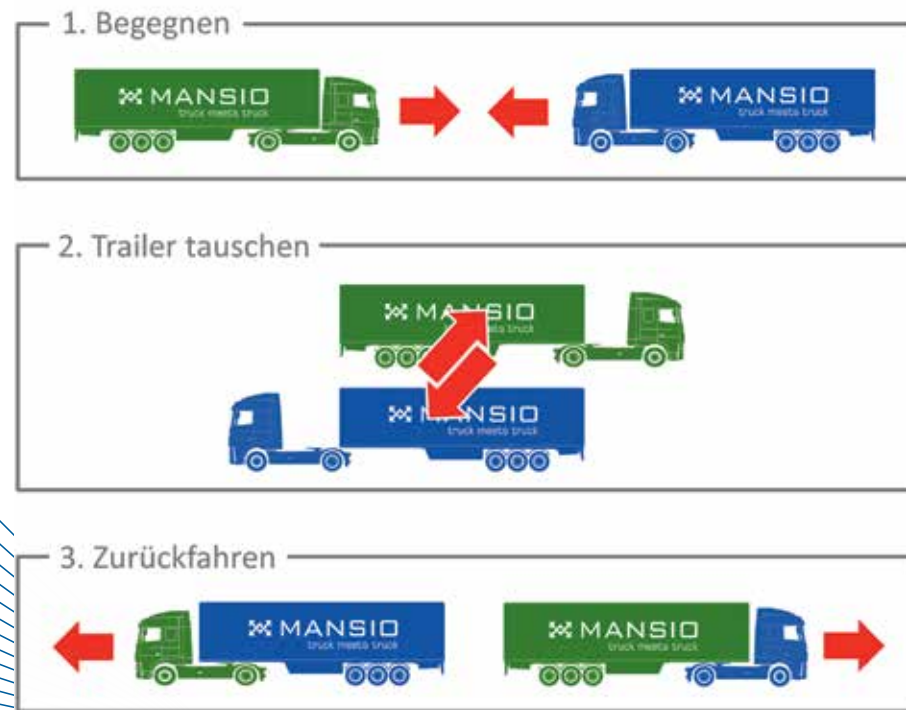 1. Begegnen
MANSIO
truck meets truck
MANSIO
truck meets truck
2. Trailer tauschen
MANSIO
meets truck
MANSIO
truck meets truck
3. Zurückfahren
MANSIO
truck meets truck
MANSIO
truck meets truck